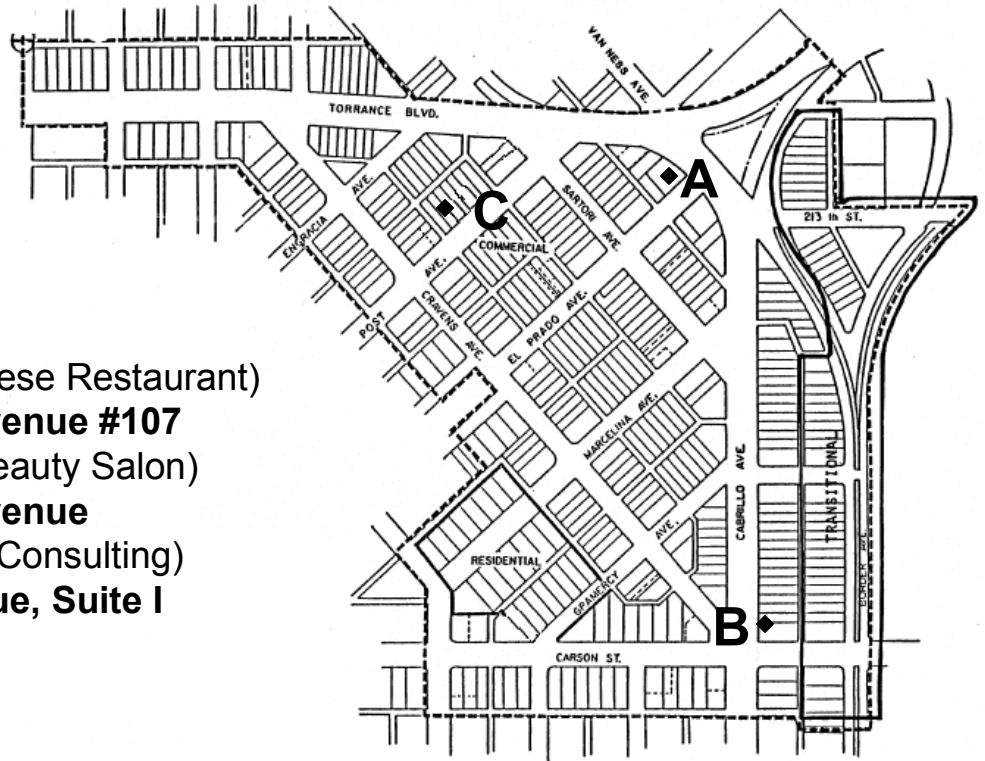 VAN NESS AVE.
TORRANCE BLVD.
A
AVE.
SARTORI AVE.
C
213 th ST.
ENGRACIA
COMMERCIAL
AVE.
CRAVENS AVE.
EL PRADO AVE.
POST
ese Restaurant)
venue #107
MARCELINA AVE.
eauty Salon)
CABRILLO AVE.
TRANSITIONAL
venue
AVE.
Consulting)
RESIDENTIAL
BORDER AVE.
ue, Suite I
GRAMERCY
B
CARSON ST.